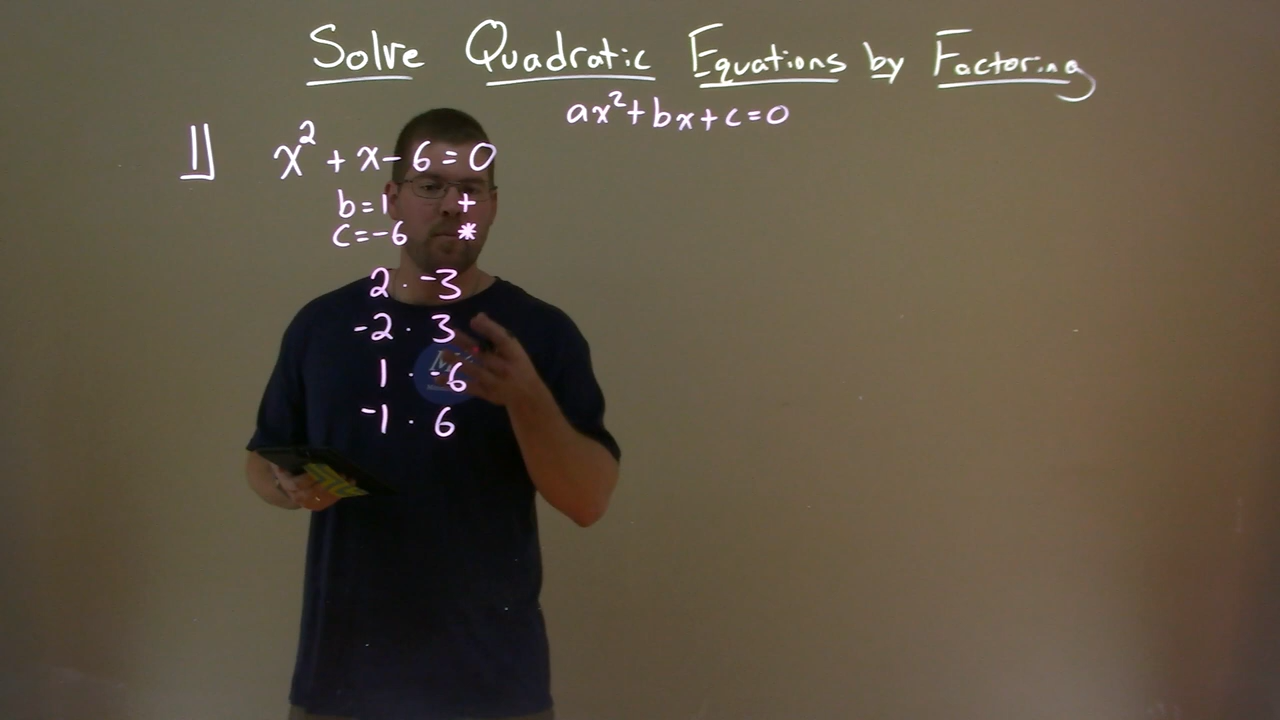 Solve Quadratic Equations by Factoring
ax²+bx+c=0
1] x²+x-6=0
b=1 +
c=-6 *
2 · -3
-2 · 3
1 · -6
-1 · 6